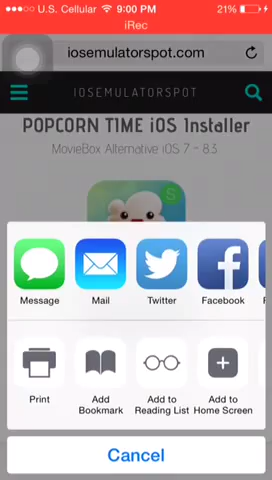 U.S. Cellular 9:00 PM 21%
iRec
iosemulatorspot.com
IOSEMULATORSPOT
POPCORN TIME iOS Installer
MovieBox Alternative iOS 7 - 8.3
S
Message Mail Twitter Facebook
Print Add Bookmark Add to Reading List Add to Home Screen
Cancel